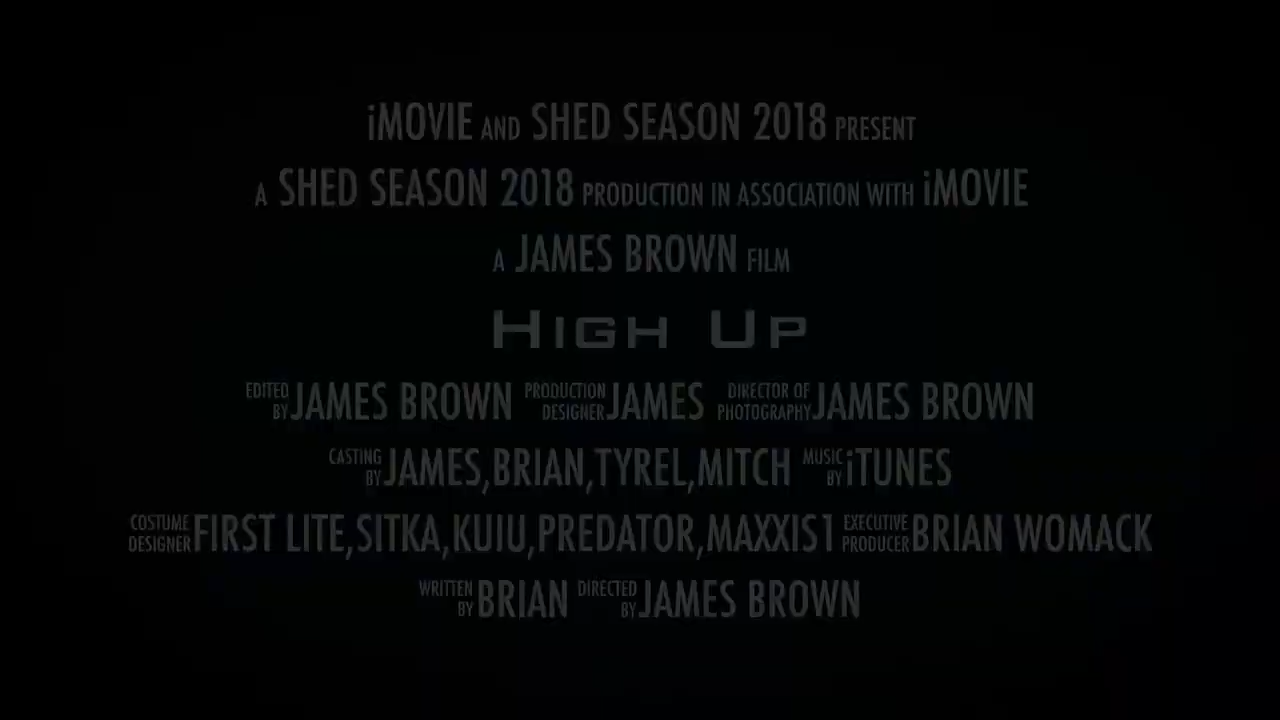 iMOVIE AND SHED SEASON 2018 PRESENT
A SHED SEASON 2018 PRODUCTION IN ASSOCIATION WITH iMOVIE
A JAMES BROWN FILM
HIGH UP
EDITED BY JAMES BROWN PRODUCTION DESIGNER JAMES DIRECTOR OF PHOTOGRAPHY JAMES BROWN
CASTING BY JAMES,BRIAN,TYREL,MITCH MUSIC BY iTUNES
COSTUME DESIGNER FIRST LITE,SITKA,KUIU,PREDATOR,MAXXIS1 EXECUTIVE PRODUCER BRIAN WOMACK
WRITTEN BY BRIAN DIRECTED BY JAMES BROWN